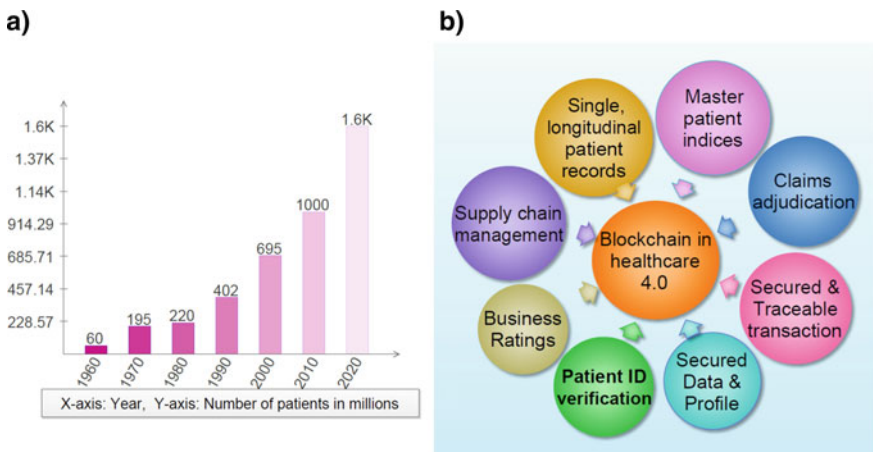 a)
1.6K
1.37K
1.14K
914.29
685.71
457.14
228.57
60
195
220
402
695
1000
1.6K
1960
1970
1980
1990
2000
2010
2020
X-axis: Year, Y-axis: Number of patients in millions
b)
Single,
longitudinal
patient
records
Master
patient
indices
Claims
adjudication
Supply chain
management
Blockchain in
healthcare
4.0
Secured &
Traceable
transaction
Business
Ratings
Patient ID
verification
Secured
Data &
Profile